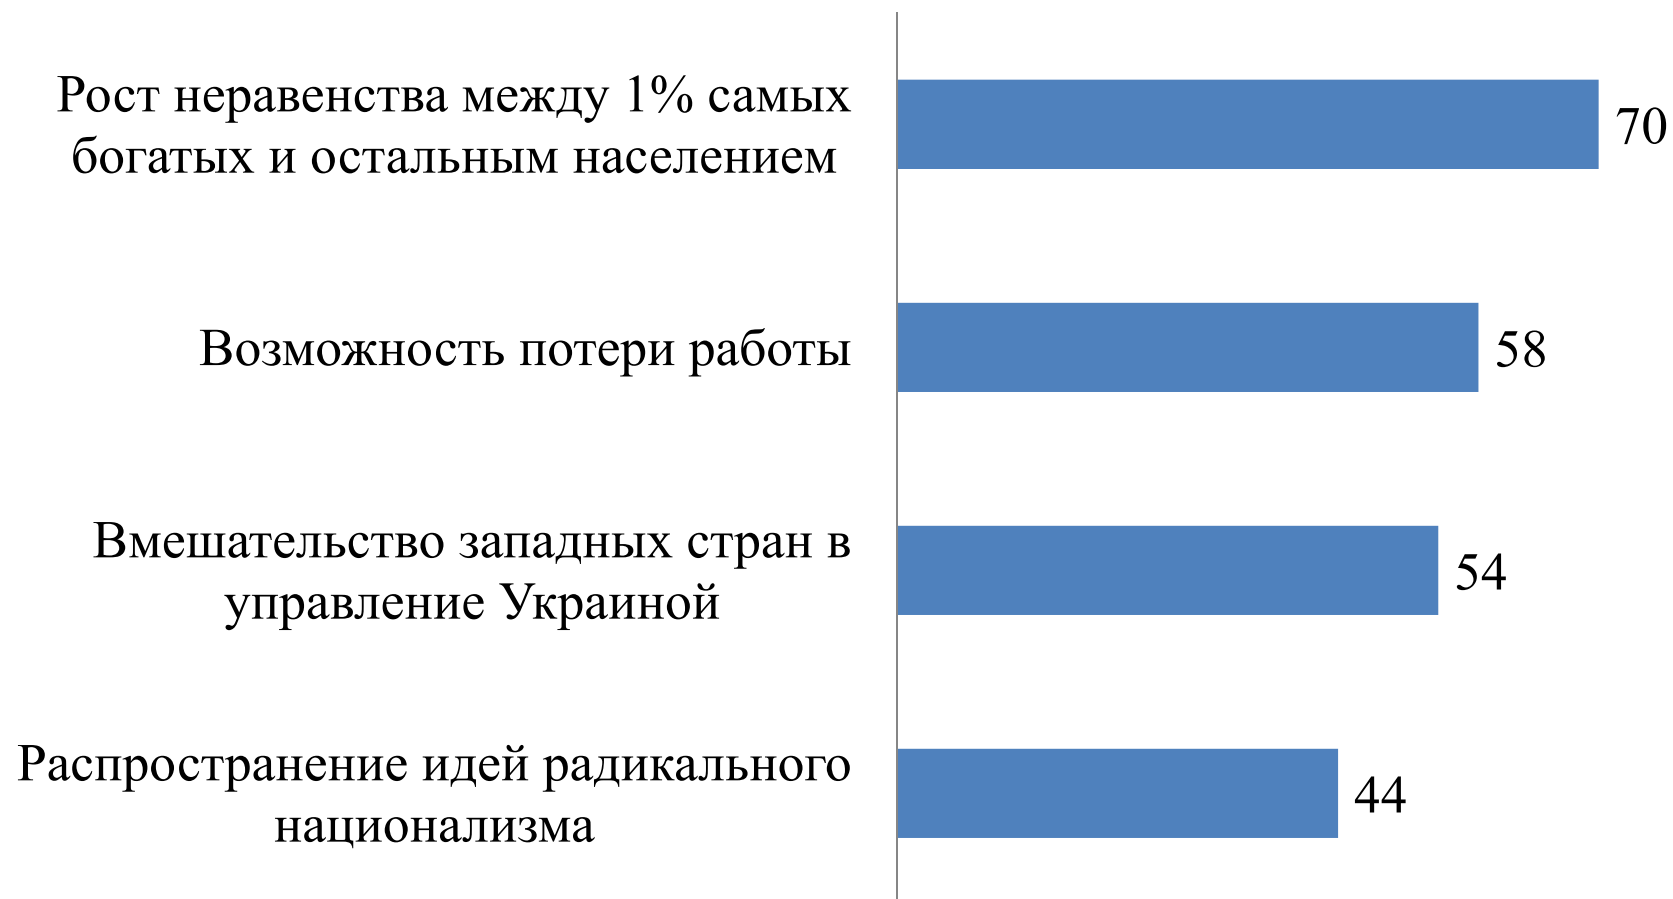 Рост неравенства между 1% самых
богатых и остальным населением
70
Возможность потери работы
58
Вмешательство западных стран в
управление Украиной
54
Распространение идей радикального
национализма
44